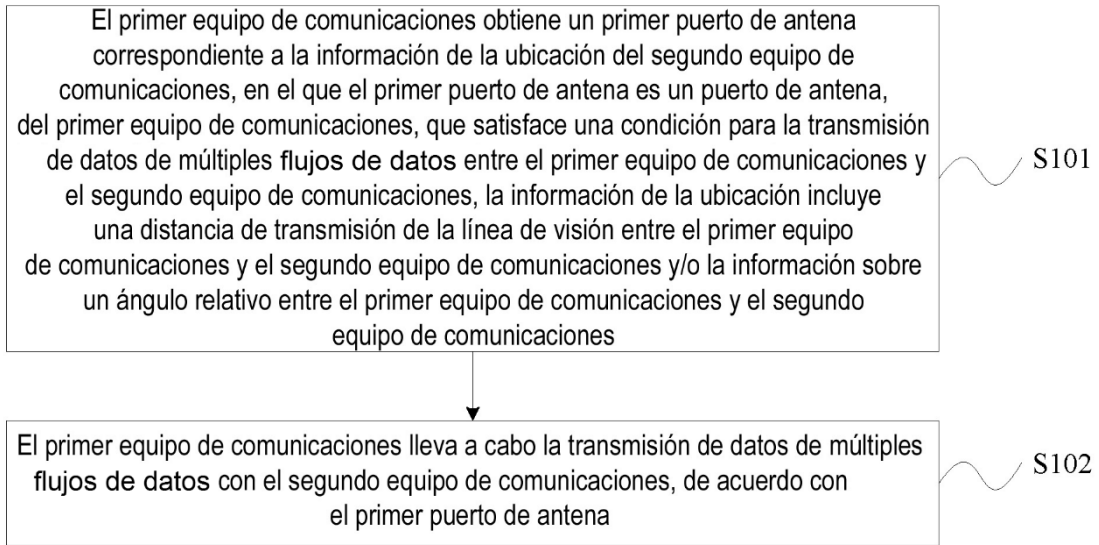 El primer equipo de comunicaciones obtiene un primer puerto de antena
correspondiente a la información de la ubicación del segundo equipo de
comunicaciones, en el que el primer puerto de antena es un puerto de antena,
del primer equipo de comunicaciones, que satisface una condición para la transmisión
de datos de múltiples flujos de datos entre el primer equipo de comunicaciones y
el segundo equipo de comunicaciones, la información de la ubicación incluye
una distancia de transmisión de la línea de visión entre el primer equipo
de comunicaciones y el segundo equipo de comunicaciones y/o la información sobre
un ángulo relativo entre el primer equipo de comunicaciones y el segundo
equipo de comunicaciones
S101
El primer equipo de comunicaciones lleva a cabo la transmisión de datos de múltiples
flujos de datos con el segundo equipo de comunicaciones, de acuerdo con
el primer puerto de antena
S102